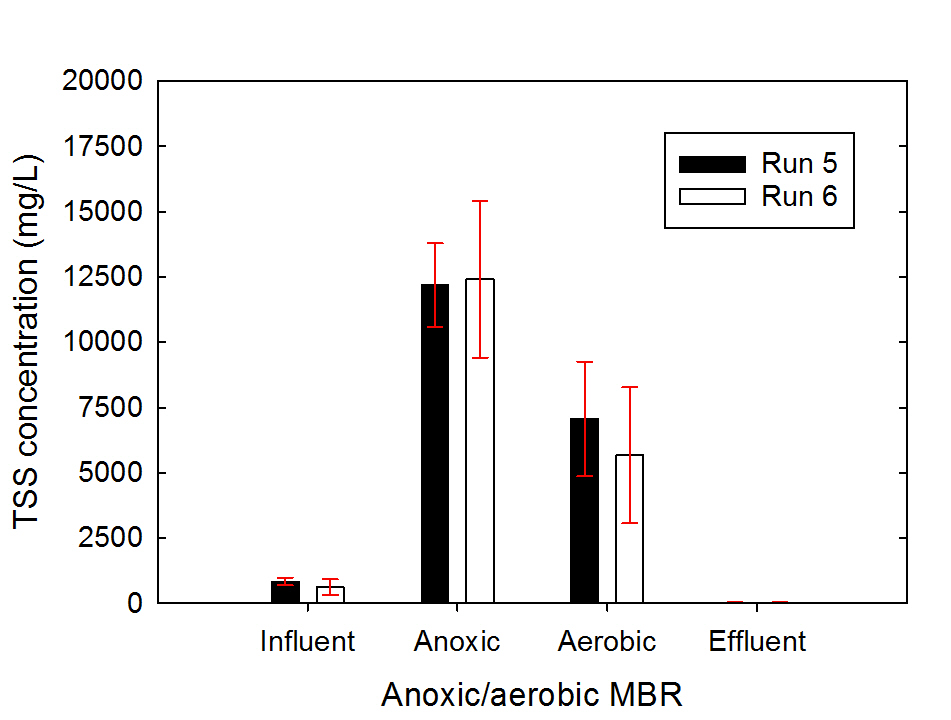 20000
17500
15000
12500
10000
7500
5000
2500
0
TSS concentration (mg/L)
Run 5
Run 6
Influent Anoxic Aerobic Effluent
Anoxic/aerobic MBR